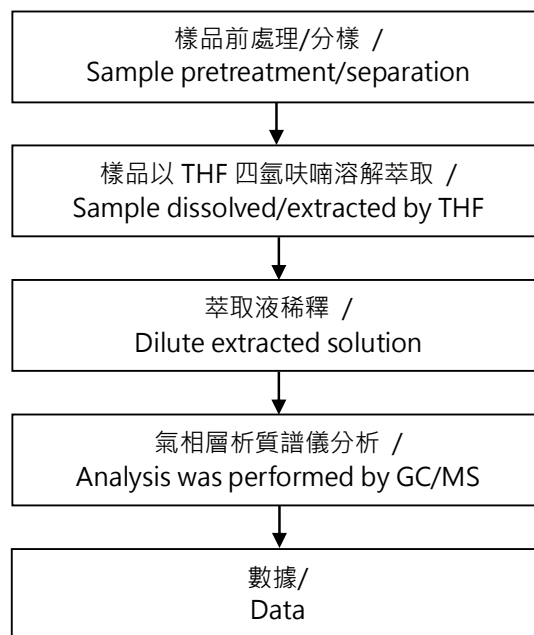 樣品前處理/分樣 /
Sample pretreatment/separation
樣品以 THF 四氫呋喃溶解萃取 /
Sample dissolved/extracted by THF
萃取液稀釋 /
Dilute extracted solution
氣相層析質譜儀分析 /
Analysis was performed by GC/MS
數據/
Data